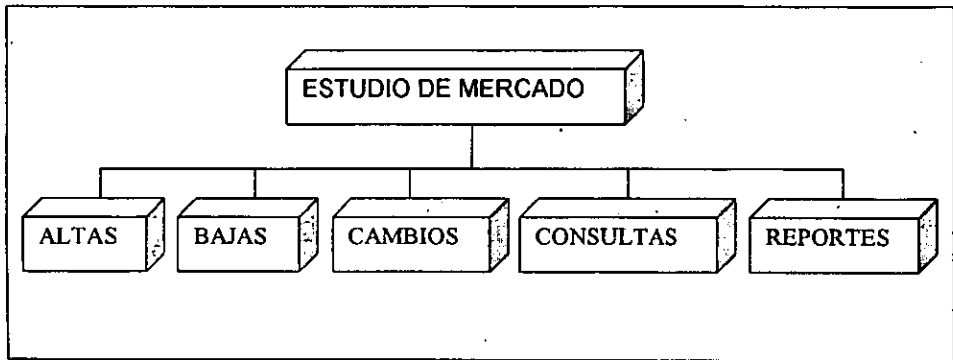 ESTUDIO DE MERCADO
ALTAS
BAJAS
CAMBIOS
CONSULTAS
REPORTES